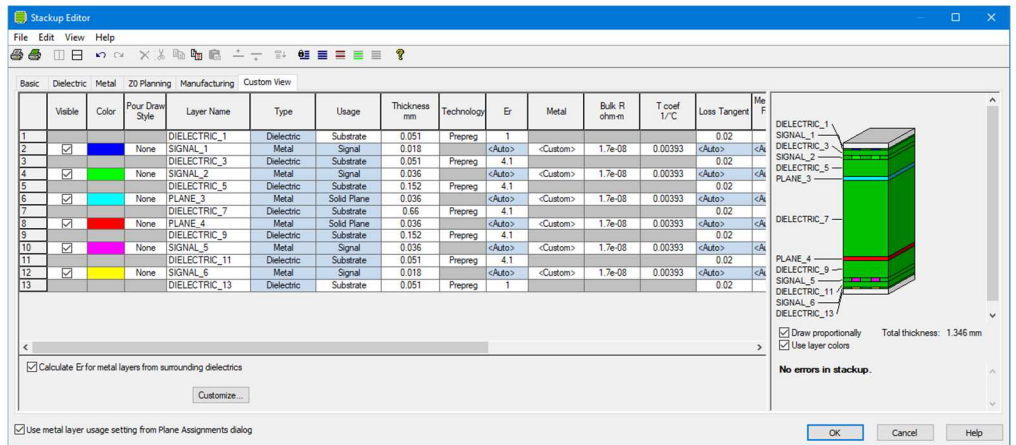 Stackup Editor
File Edit View Help
Basic Dielectric Metal Z0 Planning Manufacturing Custom View
Visible Color Pour Draw Style Layer Name Type Usage Thickness mm Technology Er Metal Bulk R ohm-m T coef 1/°C Loss Tangent Me F
1 DIELECTRIC_1 Dielectric Substrate 0.051 Prepreg 1 0.02
2 None SIGNAL_1 Metal Signal 0.018 <Auto> <Custom> 1.7e-08 0.00393 <Auto> <Au
3 DIELECTRIC_3 Dielectric Substrate 0.051 Prepreg 4.1 0.02
4 None SIGNAL_2 Metal Signal 0.036 <Auto> <Custom> 1.7e-08 0.00393 <Auto> <Au
5 DIELECTRIC_5 Dielectric Substrate 0.152 Prepreg 4.1 0.02
6 None PLANE_3 Metal Solid Plane 0.036 <Auto> <Custom> 1.7e-08 0.00393 <Auto> <Au
7 DIELECTRIC_7 Dielectric Substrate 0.66 Prepreg 4.1 0.02
8 None PLANE_4 Metal Solid Plane 0.036 <Auto> <Custom> 1.7e-08 0.00393 <Auto> <Au
9 DIELECTRIC_9 Dielectric Substrate 0.152 Prepreg 4.1 0.02
10 None SIGNAL_5 Metal Signal 0.036 <Auto> <Custom> 1.7e-08 0.00393 <Auto> <Au
11 DIELECTRIC_11 Dielectric Substrate 0.051 Prepreg 4.1 0.02
12 None SIGNAL_6 Metal Signal 0.018 <Auto> <Custom> 1.7e-08 0.00393 <Auto> <Au
13 DIELECTRIC_13 Dielectric Substrate 0.051 Prepreg 1 0.02
DIELECTRIC_1
SIGNAL_1
DIELECTRIC_3
SIGNAL_2
DIELECTRIC_5
PLANE_3
DIELECTRIC_7
PLANE_4
DIELECTRIC_9
SIGNAL_5
DIELECTRIC_11
SIGNAL_6
DIELECTRIC_13
Draw proportionally Total thickness: 1.346 mm
Use layer colors
No errors in stackup.
Calculate Er for metal layers from surrounding dielectrics
Customize...
Use metal layer usage setting from Plane Assignments dialog
OK Cancel Help